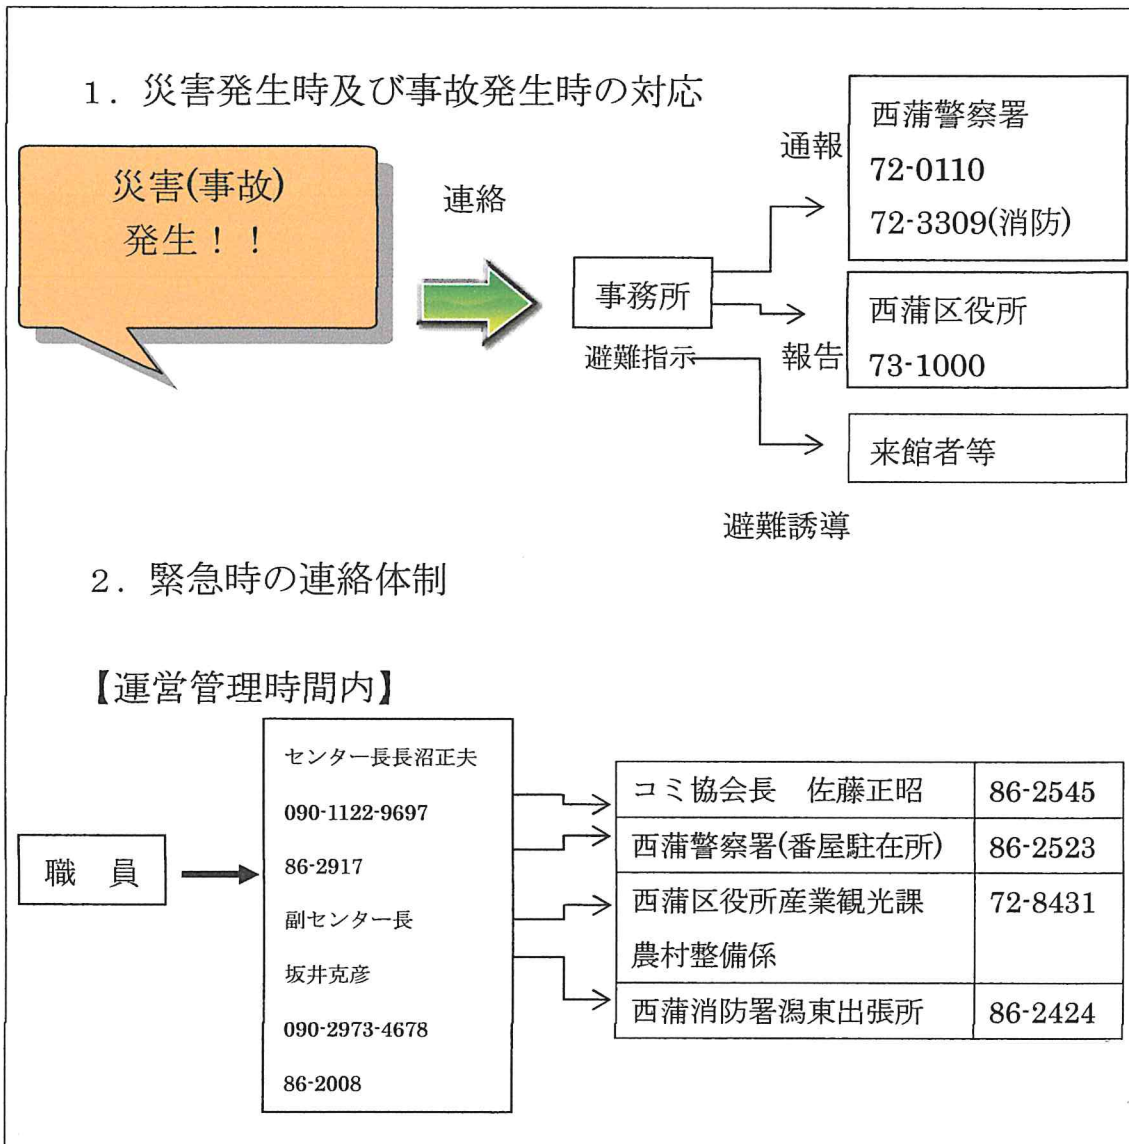 1．災害発生時及び事故発生時の対応
災害(事故)
発生！！
連絡
事務所
避難指示
通報
西蒲警察署
72-0110
72-3309(消防)
報告
西蒲区役所
73-1000
来館者等
避難誘導
2．緊急時の連絡体制
【運営管理時間内】
職　員
センター長長沼正夫
090-1122-9697
86-2917
副センター長
坂井克彦
090-2973-4678
86-2008
コミ協会長　佐藤正昭　86-2545
西蒲警察署(番屋駐在所)　86-2523
西蒲区役所産業観光課　72-8431
農村整備係
西蒲消防署潟東出張所　86-2424